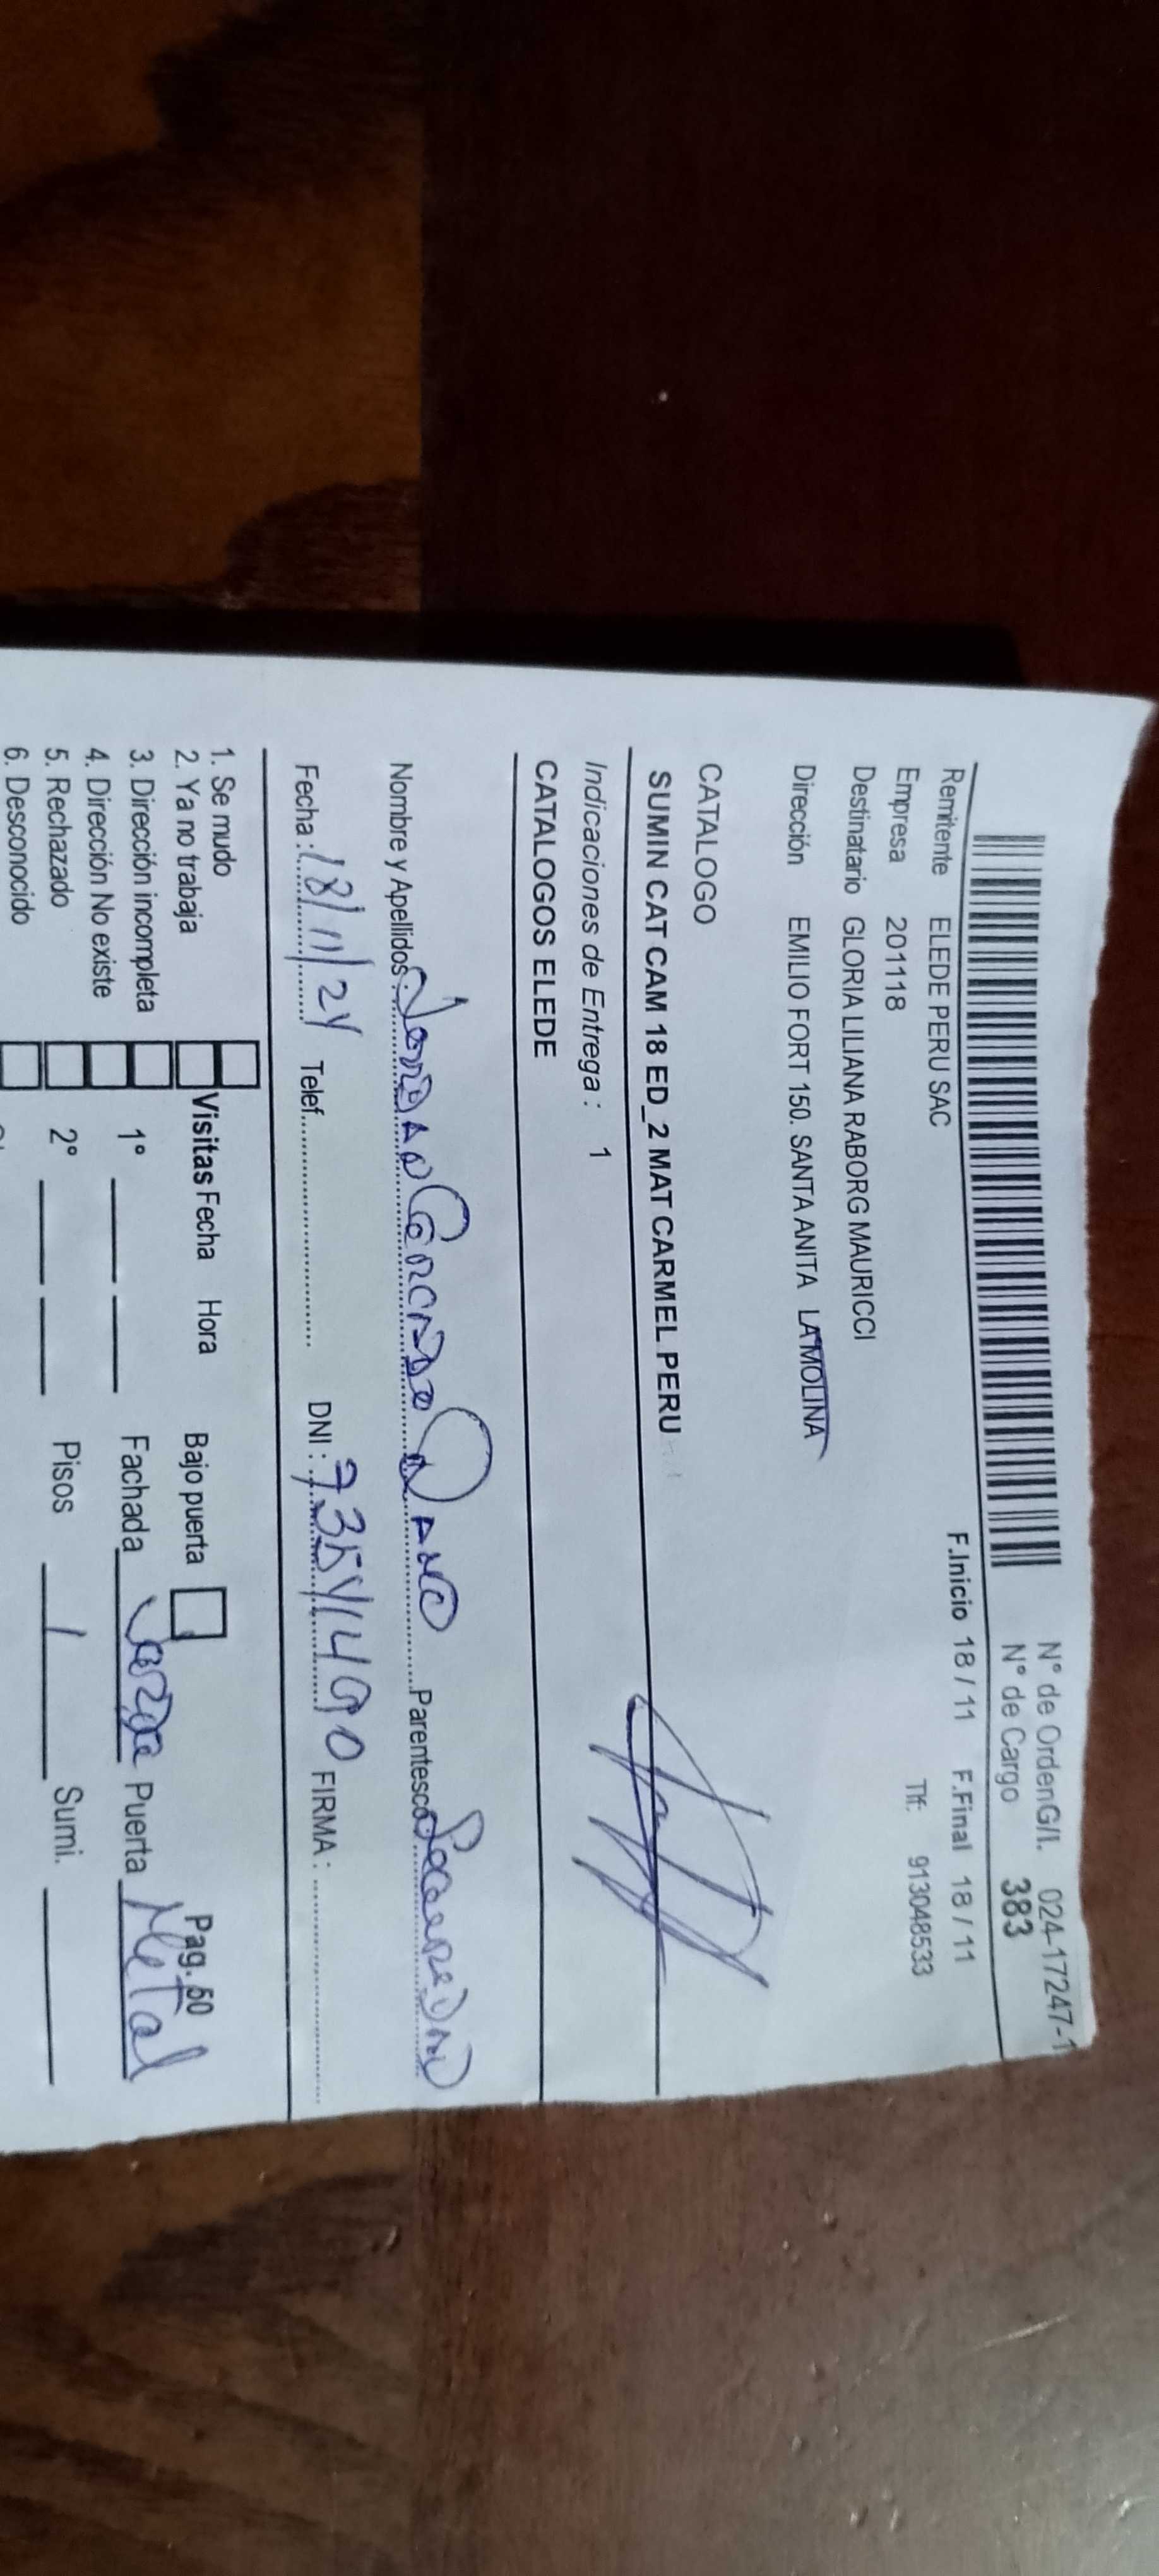 N° de OrdenG/I. 024-17247-1
N° de Cargo 383
Remitente ELEDE PERU SAC F.Inicio 18 / 11 F.Final 18 / 11
Empresa 201118 Tlf: 913048533
Destinatario GLORIA LILIANA RABORG MAURICCI
Dirección EMILIO FORT 150. SANTA ANITA LA MOLINA
CATALOGO
SUMIN CAT CAM 18 ED_2 MAT CARMEL PERU
Indicaciones de Entrega : 1
CATALOGOS ELEDE
Nombre y Apellidos: Parentesco
Fecha : 18/11/24 Telef. DNI : FIRMA :
1. Se mudo
2. Ya no trabaja Visitas Fecha Hora Bajo puerta Pag. 60
3. Dirección incompleta
4. Dirección No existe 1° Fachada Puerta Metal
5. Rechazado 2° Pisos 1 Sumi.
6. Desconocido